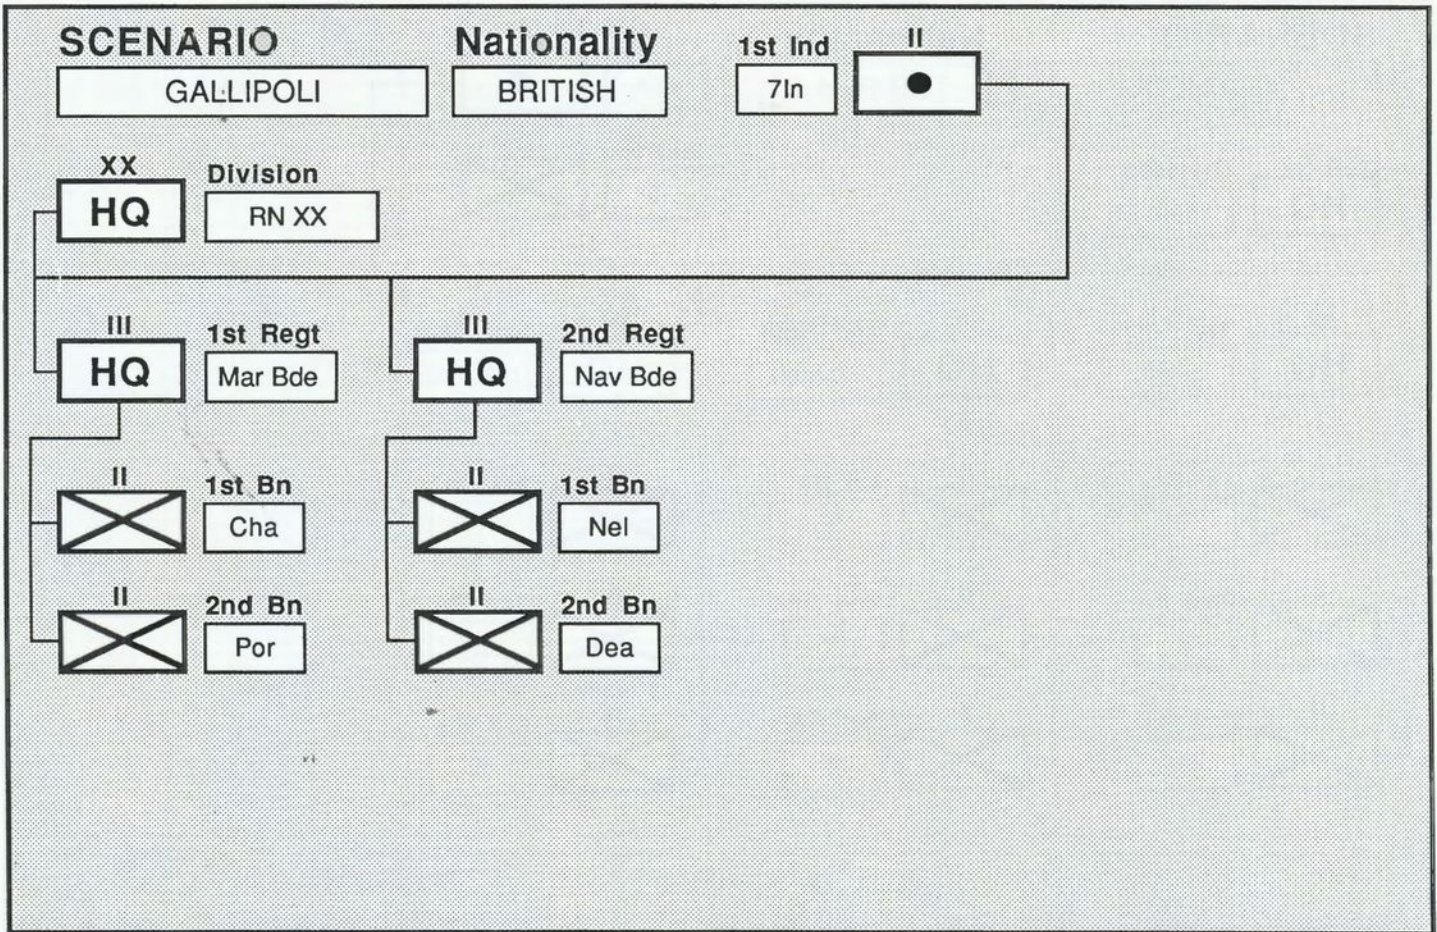 SCENARIO
Nationality
1st Ind
II
GALLIPOLI
BRITISH
7In
XX
Division
HQ
RN XX
III
1st Regt
III
2nd Regt
HQ
Mar Bde
HQ
Nav Bde
II
1st Bn
II
1st Bn
Cha
Nel
II
2nd Bn
II
2nd Bn
Por
Dea